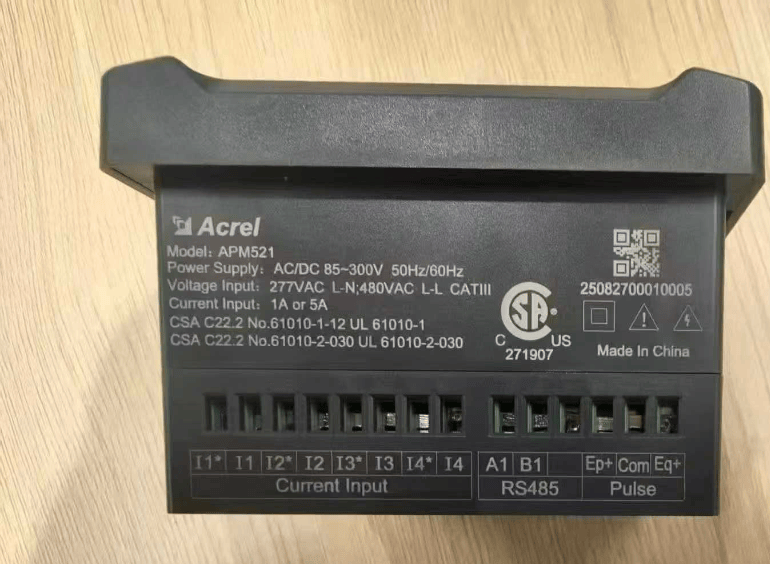 Acrel
Model: APM521
Power Supply: AC/DC 85~300V 50Hz/60Hz
Voltage Input: 277VAC L-N;480VAC L-L CATIII
Current Input: 1A or 5A
CSA C22.2 No.61010-1-12 UL 61010-1
CSA C22.2 No.61010-2-030 UL 61010-2-030
SA
C US
271907
25082700010005
Made In China
I1* I1 I2* I2 I3* I3 I4* I4
Current Input
A1 B1
RS485
Ep+ Com Eq+
Pulse